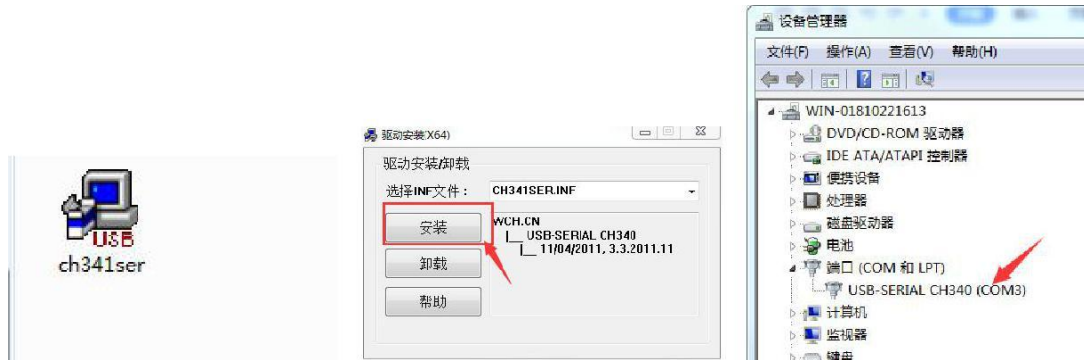 USB
ch341ser
驱动安装(X64)
驱动安装/卸载
选择INF文件：
CH341SER.INF
安装
卸载
帮助
WCH.CN
|__ USB-SERIAL CH340
|__ 11/04/2011, 3.3.2011.11
设备管理器
文件(F) 操作(A) 查看(V) 帮助(H)
WIN-01810221613
DVD/CD-ROM 驱动器
IDE ATA/ATAPI 控制器
便携设备
处理器
磁盘驱动器
电池
端口 (COM 和 LPT)
USB-SERIAL CH340 (COM3)
计算机
监视器
键盘